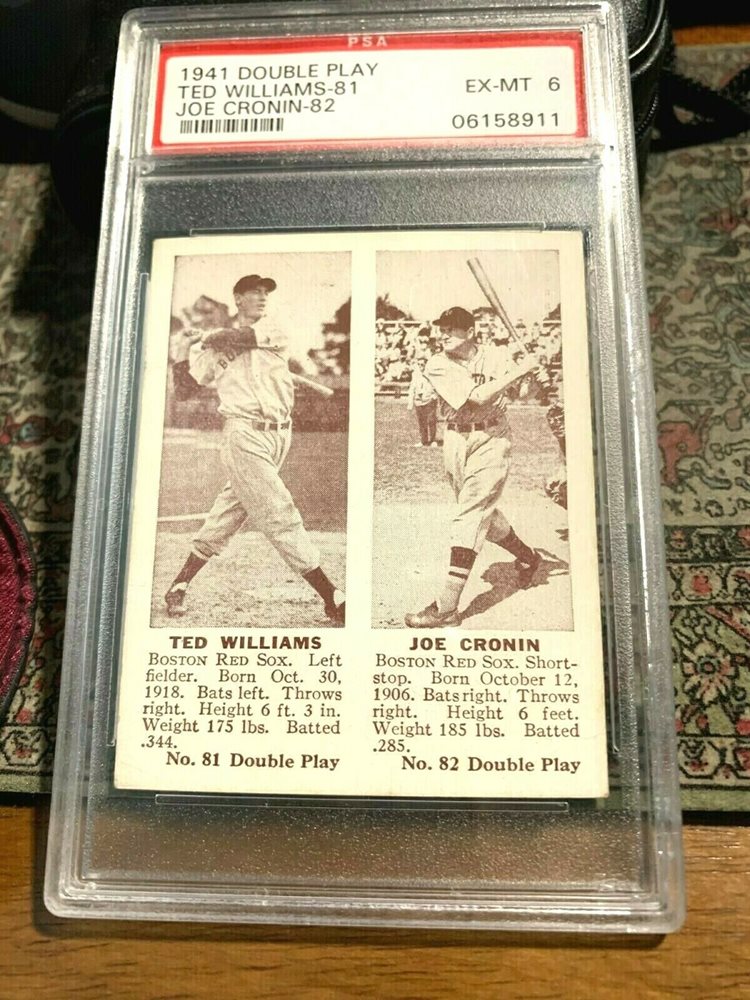 PSA
1941 DOUBLE PLAY
TED WILLIAMS-81 EX-MT 6
JOE CRONIN-82
06158911
TED WILLIAMS
BOSTON RED SOX. Left
fielder. Born Oct. 30,
1918. Bats left. Throws
right. Height 6 ft. 3 in.
Weight 175 lbs. Batted
.344.
No. 81 Double Play
JOE CRONIN
BOSTON RED SOX. Short-
stop. Born October 12,
1906. Bats right. Throws
right. Height 6 feet.
Weight 185 lbs. Batted
.285.
No. 82 Double Play